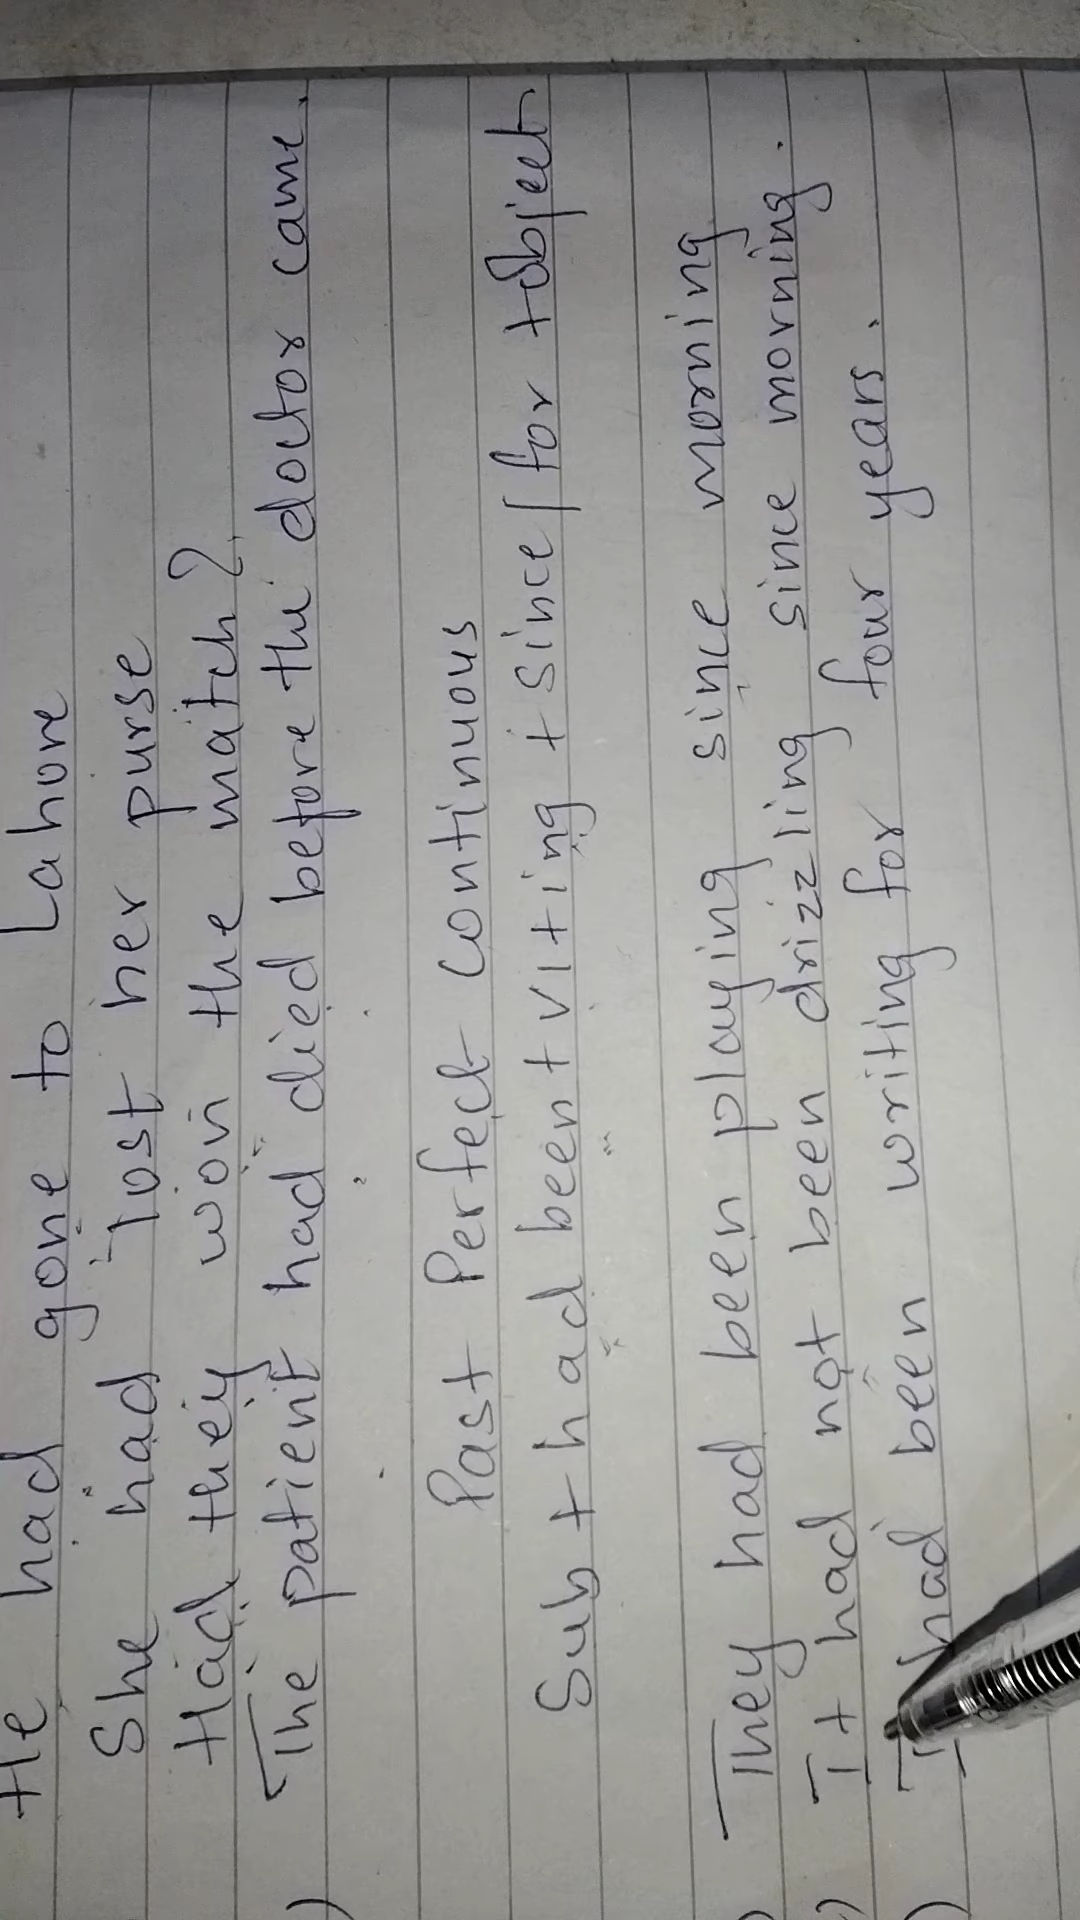 He had gone to Lahore
She had lost her purse
Had they won the match?
) The patient had died before the doctor came.
Past Perfect Continuous
Sub + had been + v1 + ing + since/for + object
) They had been playing since morning
) It had not been drizzling since morning.
) I had been writing for four years.